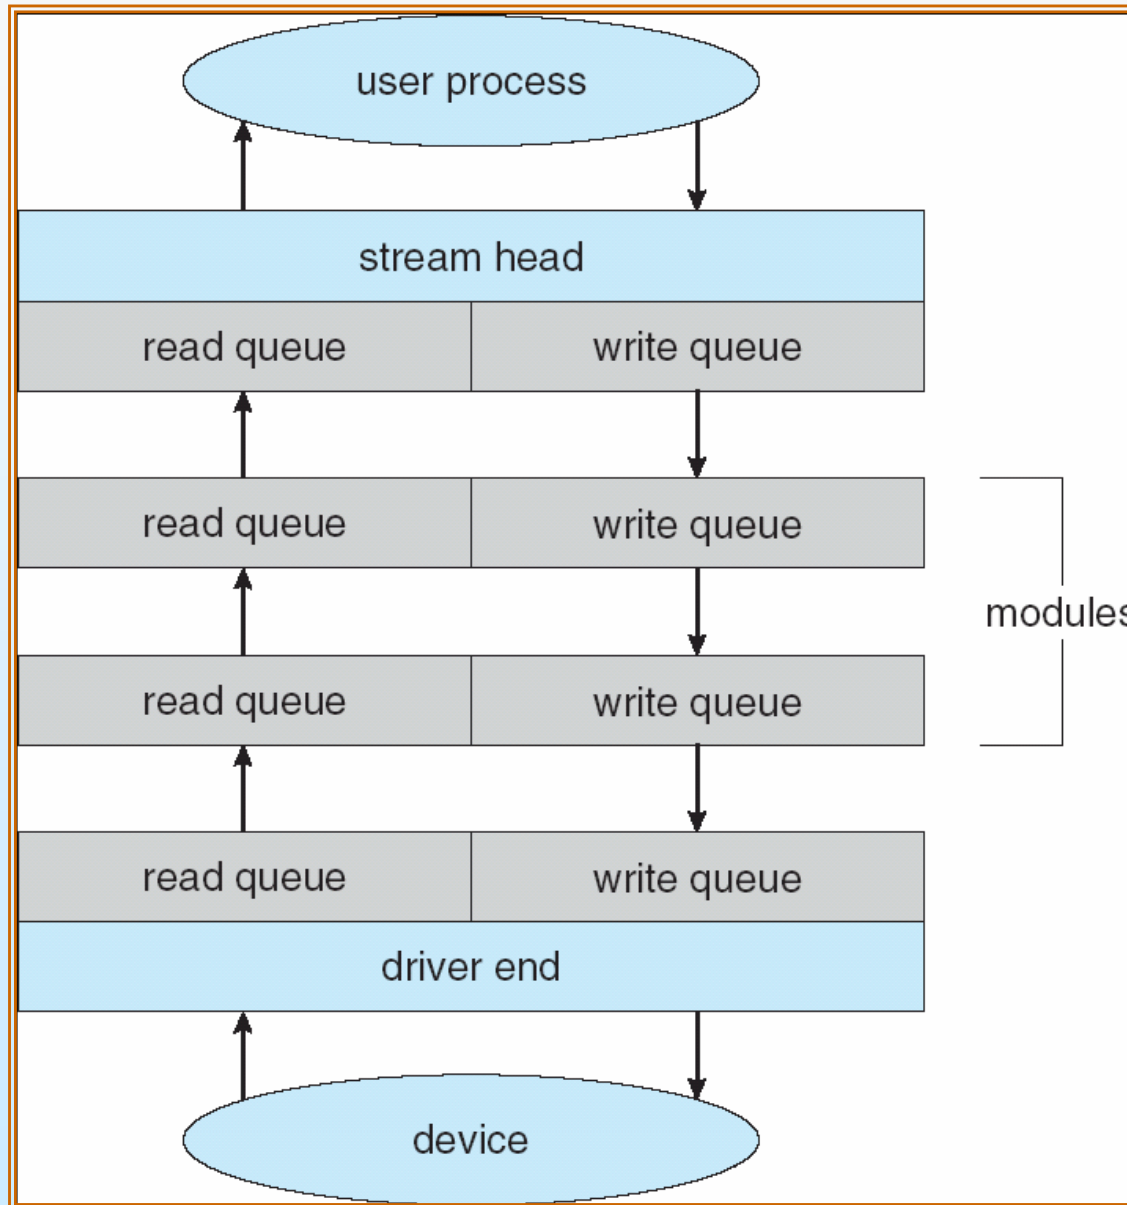 user process
stream head
read queue write queue
read queue write queue
modules
read queue write queue
read queue write queue
driver end
device